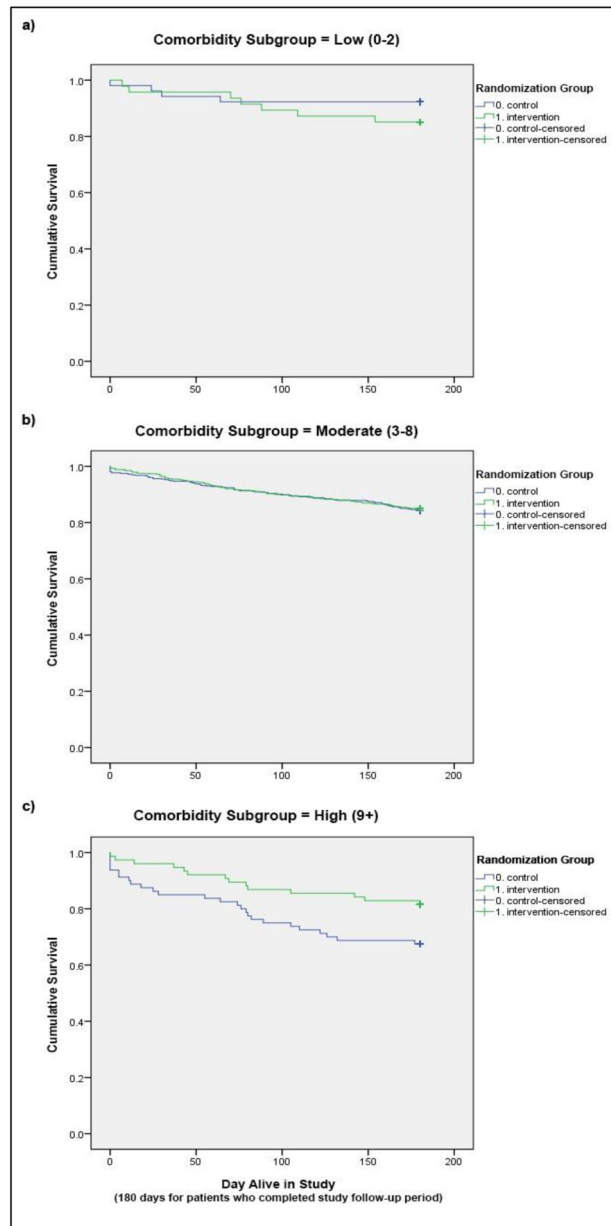 a)
Comorbidity Subgroup = Low (0-2)
Randomization Group
0. control
1. intervention
0. control-censored
1. intervention-censored
Cumulative Survival
1.0
0.8
0.6
0.4
0.2
0.0
0 50 100 150 200
b)
Comorbidity Subgroup = Moderate (3-8)
Randomization Group
0. control
1. intervention
0. control-censored
1. intervention-censored
Cumulative Survival
1.0
0.8
0.6
0.4
0.2
0.0
0 50 100 150 200
c)
Comorbidity Subgroup = High (9+)
Randomization Group
0. control
1. intervention
0. control-censored
1. intervention-censored
Cumulative Survival
1.0
0.8
0.6
0.4
0.2
0.0
0 50 100 150 200
Day Alive in Study
(180 days for patients who completed study follow-up period)